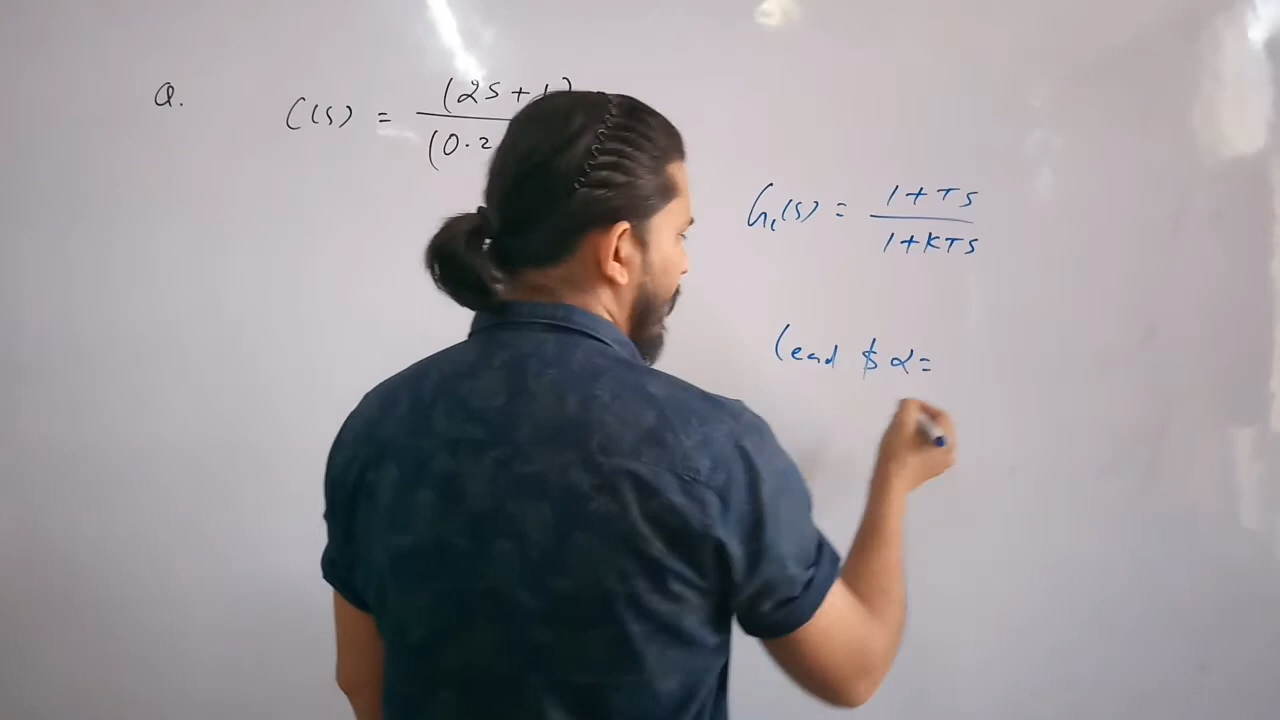 Q. C(s) = (2s+1) / (0.2
Gc(s) = 1+Ts / 1+KTs
lead $ α=